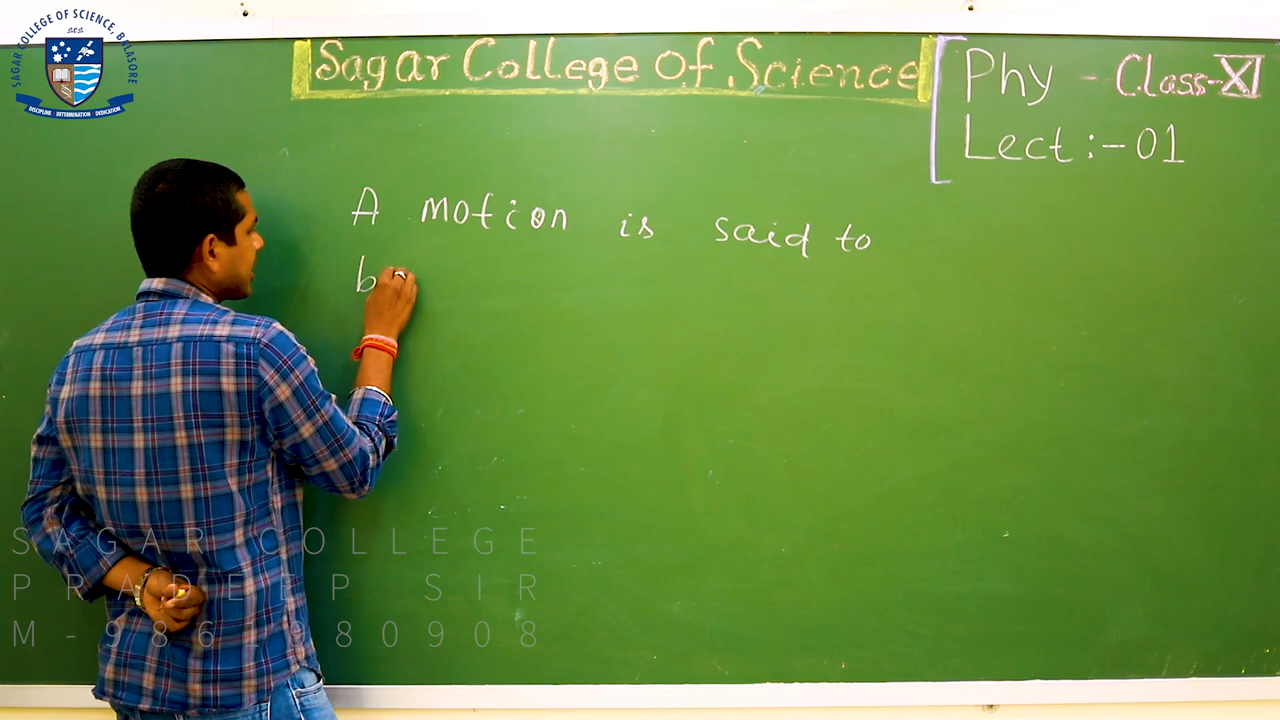 SAGAR COLLEGE OF SCIENCE, BALASORE
SCS
DISCIPLINE · DETERMINATION · DEDICATION
Sagar College Of Science
Phy - Class-XI
Lect :- 01
A motion is said to
b
SAGAR COLLEGE
PRADEEP SIR